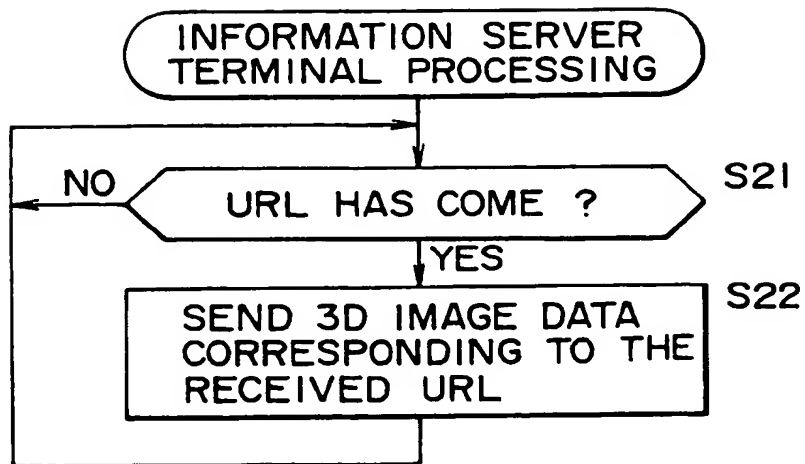 INFORMATION SERVER
TERMINAL PROCESSING
NO
URL HAS COME ?
S21
YES
S22
SEND 3D IMAGE DATA
CORRESPONDING TO THE
RECEIVED URL